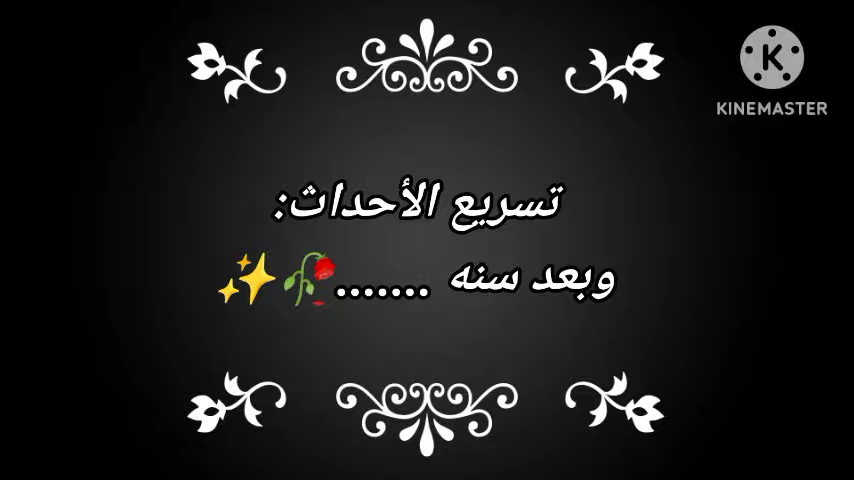 KINEMASTER
تسريع الأحداث:
وبعد سنه .......🥀✨